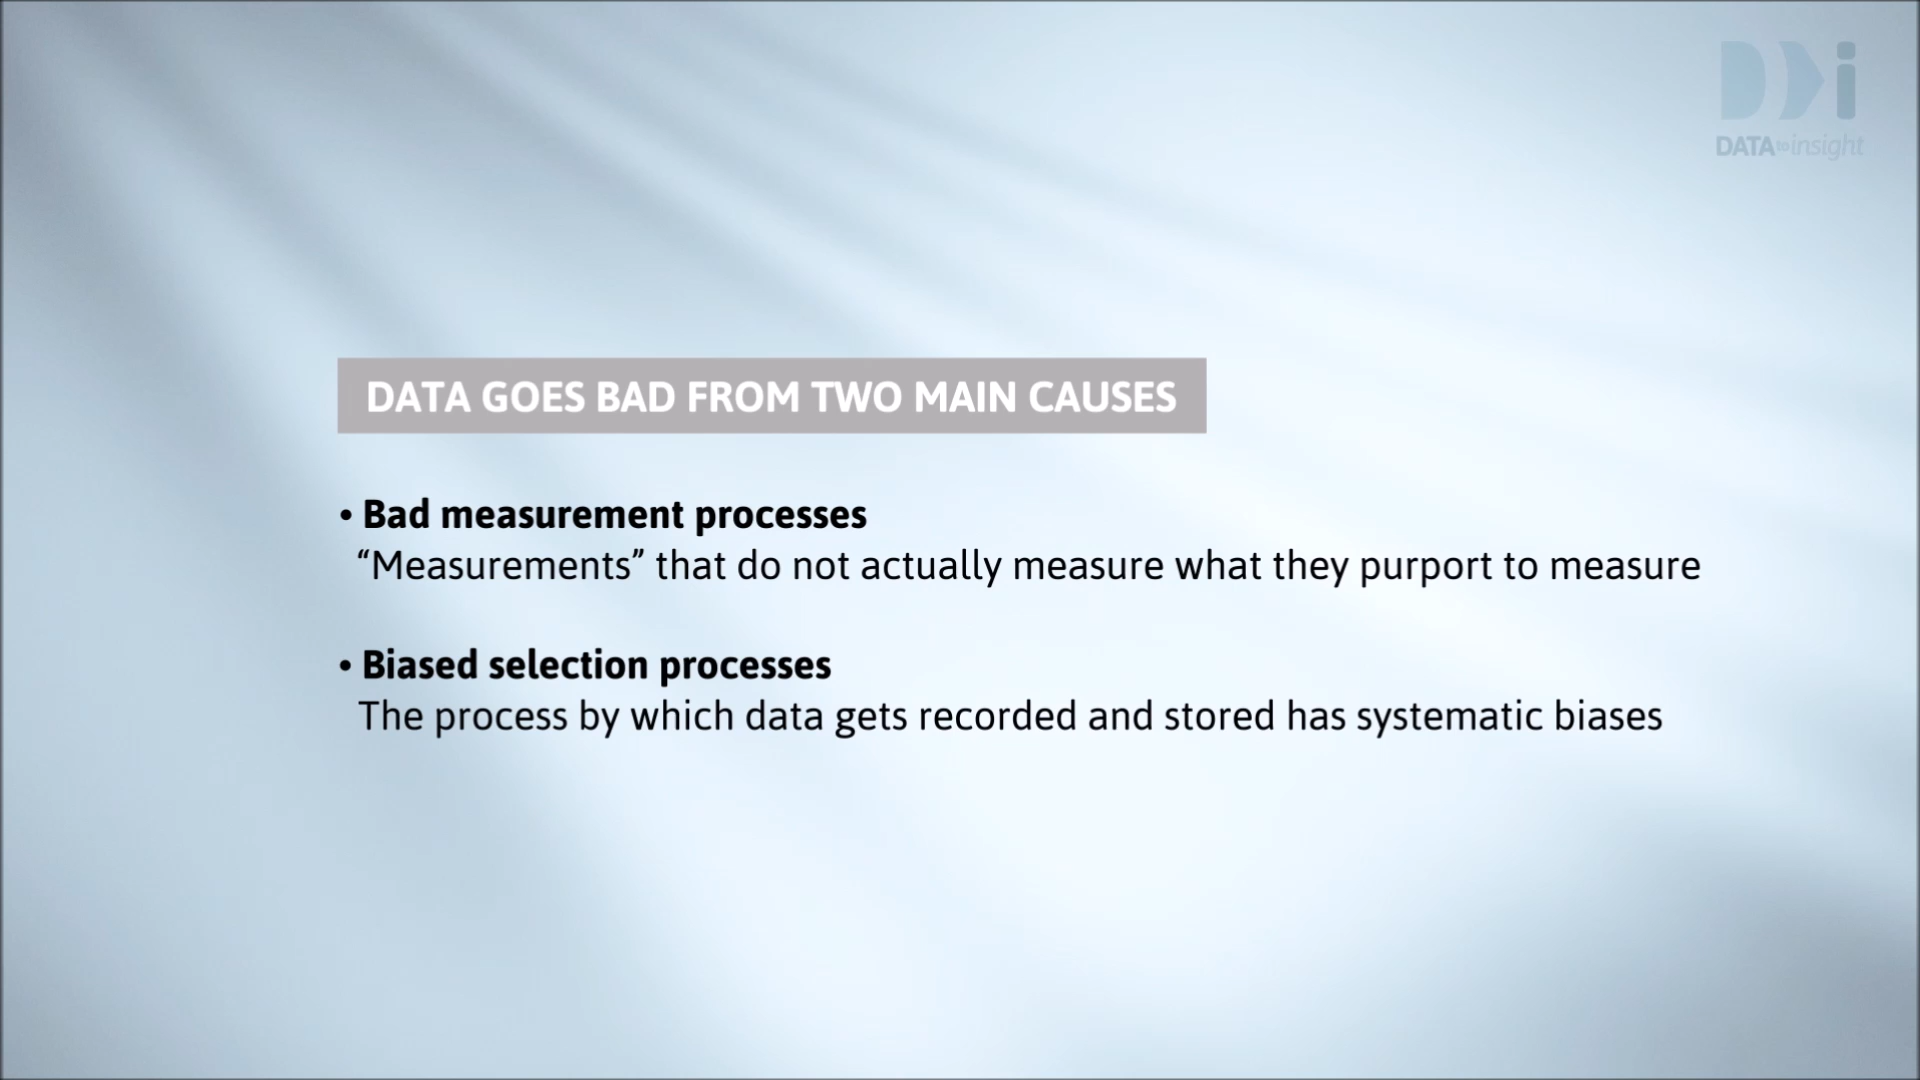 DATA to insight
DATA GOES BAD FROM TWO MAIN CAUSES
• Bad measurement processes
“Measurements” that do not actually measure what they purport to measure
• Biased selection processes
The process by which data gets recorded and stored has systematic biases